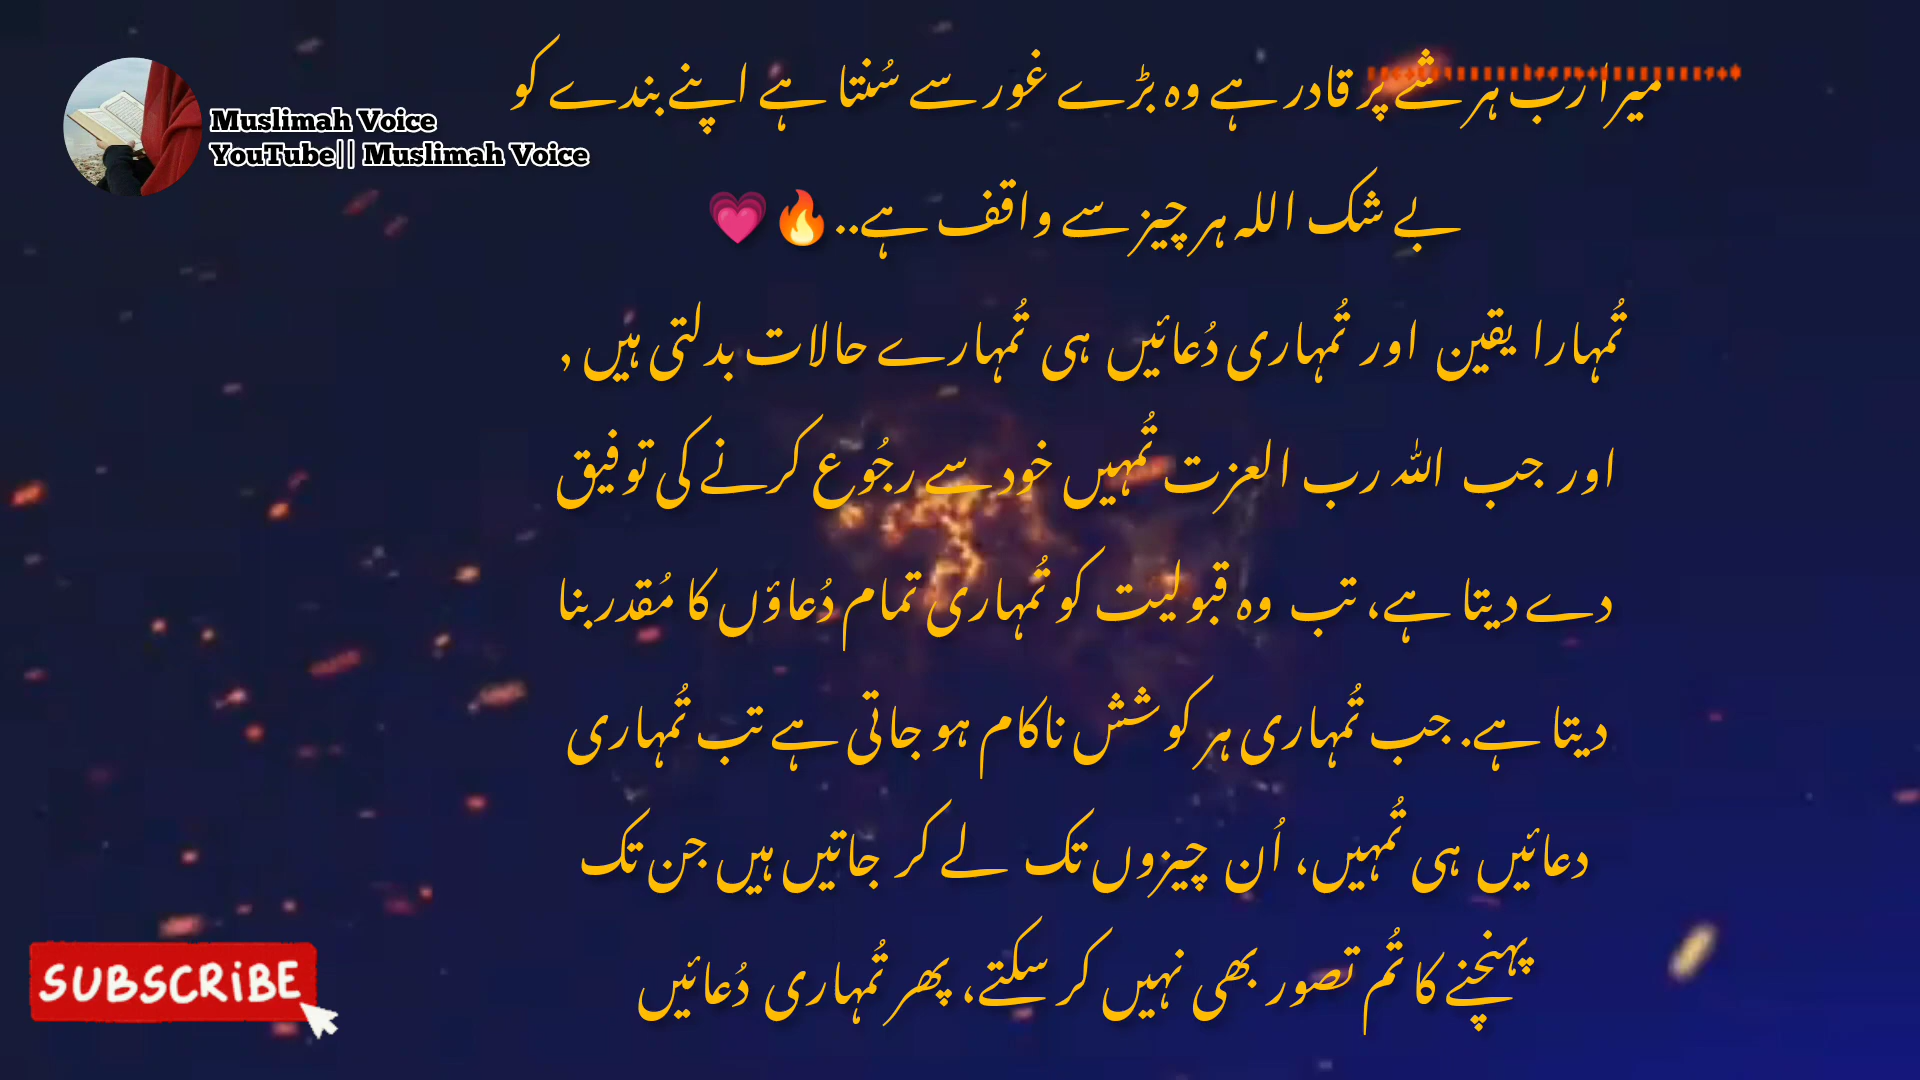 میرا رب ہر شے پر قادر ہے وہ بڑے غور سے سُنتا ہے اپنے بندے کو
بے شک اللہ ہر چیز سے واقف ہے..🔥💗
تُمہارا یقین اور تُمہاری دُعائیں ہی تُمہارے حالات بدلتی ہیں ,
اور جب اللہ رب العزت تُمہیں خود سے رجُوع کرنے کی توفیق
دے دیتا ہے، تب وہ قبولیت کو تُمہاری تمام دُعاؤں کا مُقدر بنا
دیتا ہے. جب تُمہاری ہر کوشش ناکام ہو جاتی ہے تب تُمہاری
دعائیں ہی تُمہیں، اُن چیزوں تک لے کر جاتیں ہیں جن تک
پہنچنے کا تُم تصور بھی نہیں کر سکتے، پھر تُمہاری دُعائیں
Muslimah Voice
YouTube|| Muslimah Voice
SUBSCRiBE